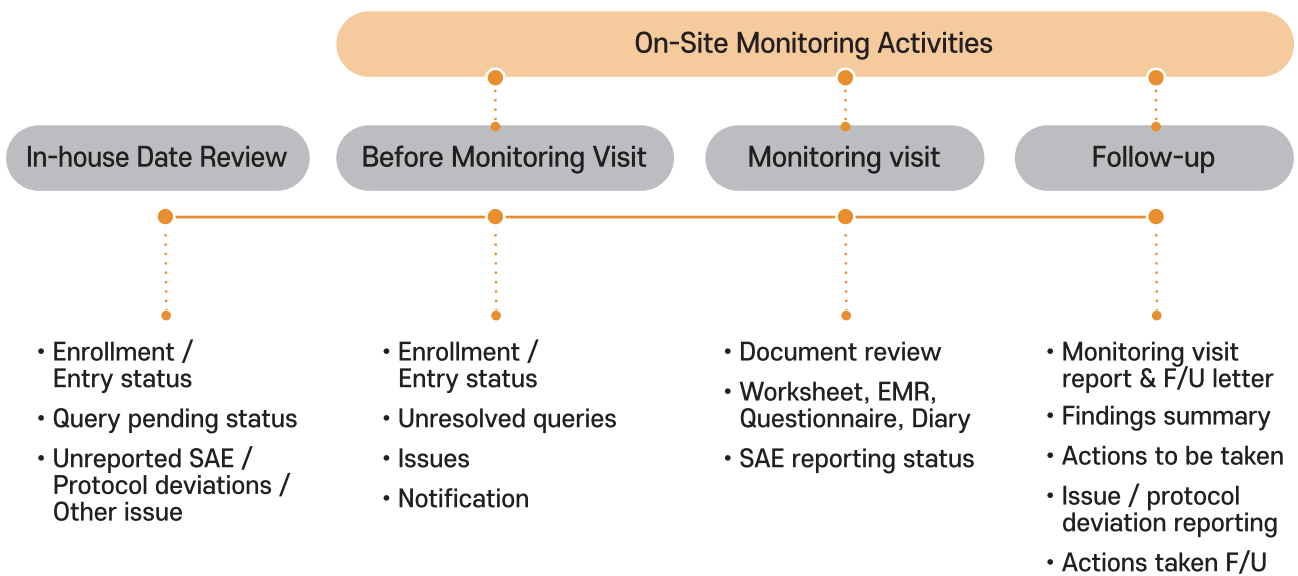 On-Site Monitoring Activities
In-house Date Review
Before Monitoring Visit
Monitoring visit
Follow-up
• Enrollment /
Entry status
• Query pending status
• Unreported SAE /
Protocol deviations /
Other issue
• Enrollment /
Entry status
• Unresolved queries
• Issues
• Notification
• Document review
• Worksheet, EMR,
Questionnaire, Diary
• SAE reporting status
• Monitoring visit
report & F/U letter
• Findings summary
• Actions to be taken
• Issue / protocol
deviation reporting
• Actions taken F/U